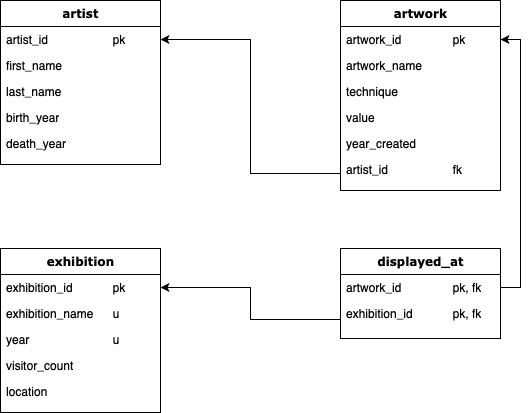 artist
artist_id pk
first_name
last_name
birth_year
death_year
artwork
artwork_id pk
artwork_name
technique
value
year_created
artist_id fk
exhibition
exhibition_id pk
exhibition_name u
year u
visitor_count
location
displayed_at
artwork_id pk, fk
exhibition_id pk, fk